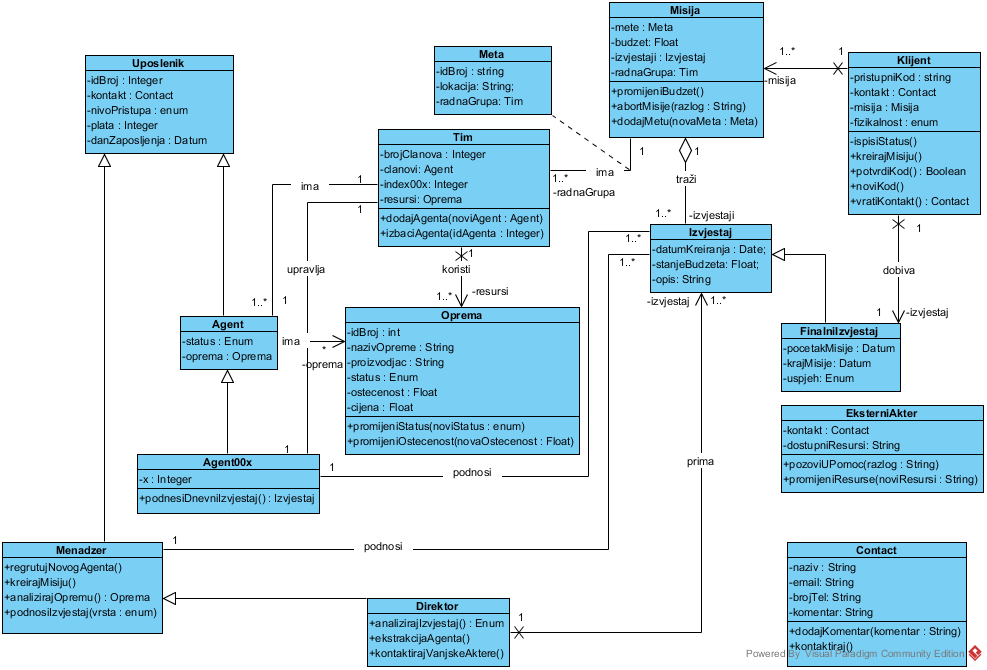 Misija
-mete : Meta
-budzet: Float
-izvjestaji : Izvjestaj
-radnaGrupa: Tim
+promijeniBudzet()
+abortMisije(razlog : String)
+dodajMetu(novaMeta : Meta)
1..*
1
-misija
Klijent
-pristupniKod : string
-kontakt : Contact
-misija : Misija
-fizikalnost : enum
-ispisiStatus()
+kreirajMisiju()
+potvrdiKod() : Boolean
+noviKod()
+vratiKontakt() : Contact
Meta
-idBroj : string
-lokacija: String;
-radnaGrupa: Tim
Uposlenik
-idBroj : Integer
-kontakt : Contact
-nivoPristupa : enum
-plata : Integer
-danZaposljenja : Datum
Tim
-brojClanova : Integer
-clanovi: Agent
-index00x: Integer
-resursi: Oprema
+dodajAgenta(noviAgent : Agent)
+izbaciAgenta(idAgenta : Integer)
1
ima
1..*
-radnaGrupa
1
traži
1..*
-izvjestaji
1
ima
1
1..*
1
upravlja
1
koristi
1..*
-resursi
Izvjestaj
-datumKreiranja : Date;
-stanjeBudzeta: Float;
-opis : String
1..*
1..*
-izvjestaj
1..*
1
dobiva
1
-izvjestaj
Agent
-status : Enum
-oprema : Oprema
ima
*
-oprema
Oprema
-idBroj : int
-nazivOpreme : String
-proizvodjac : String
-status : Enum
-ostecenost : Float
-cijena : Float
+promijeniStatus(noviStatus : enum)
+promijeniOstecenost(novaOstecenost : Float)
FinalniIzvjestaj
-pocetakMisije : Datum
-krajMisije: Datum
-uspjeh: Enum
EksterniAkter
-kontakt : Contact
-dostupniResursi: String
+pozoviUPomoc(razlog : String)
+promijeniResurse(noviResursi : String)
1
Agent00x
-x : Integer
+podnesiDnevniIzvjestaj() : Izvjestaj
1
podnosi
prima
Menadzer
+regrutujNovogAgenta()
+kreirajMisiju()
+analizirajOpremu() : Oprema
+podnosiIzvjestaj(vrsta : enum)
1
podnosi
Direktor
+analizirajIzvjestaj() : Enum
+ekstrakcijaAgenta()
+kontaktirajVanjskeAktere()
1
Contact
-naziv : String
-email: String
-brojTel: String
-komentar: String
+dodajKomentar(komentar : String)
+kontaktiraj()
Powered By Visual Paradigm Community Edition